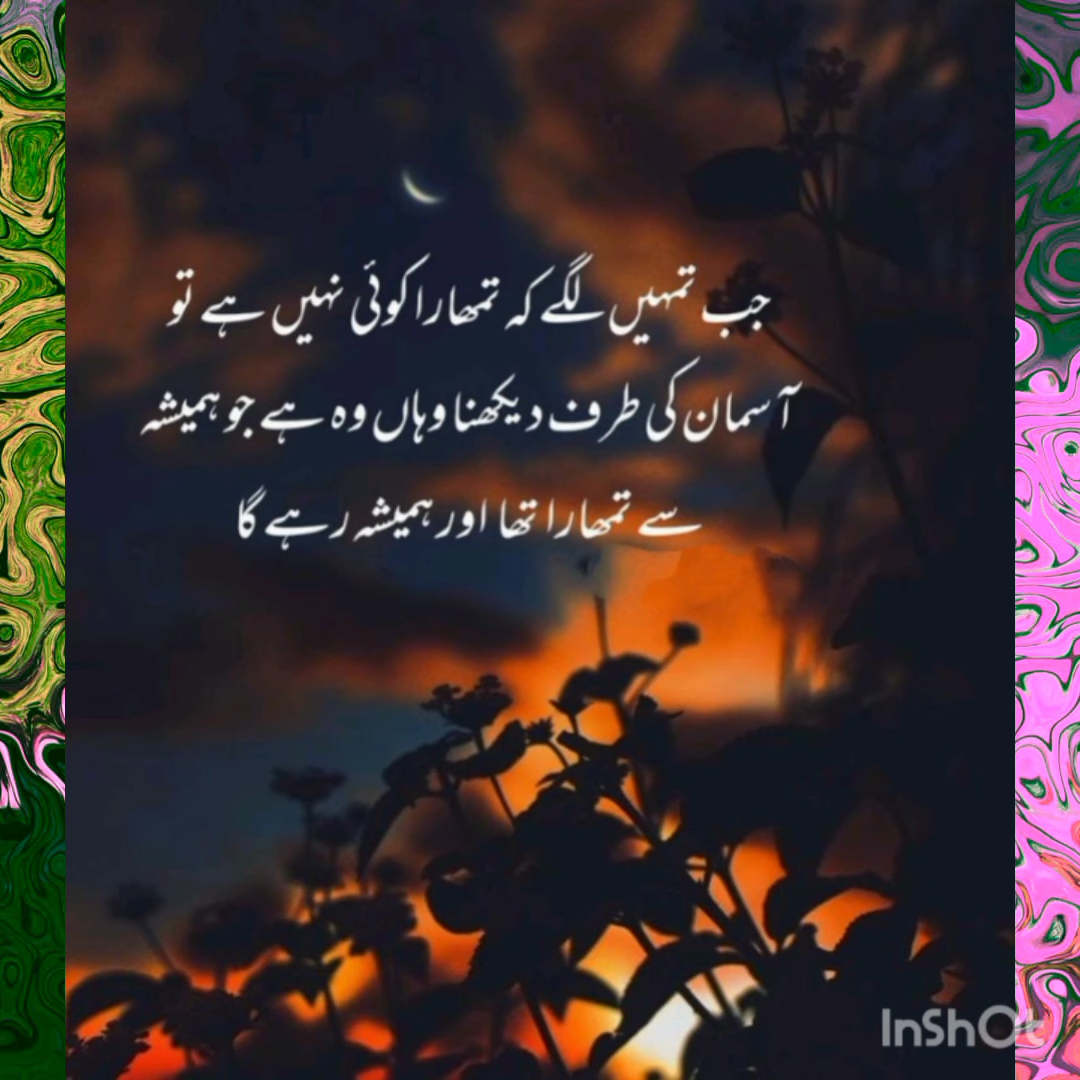 جب تمہیں لگے کہ تمھارا کوئی نہیں ہے تو
آسمان کی طرف دیکھنا وہاں وہ ہے جو ہمیشہ
سے تمھارا تھا اور ہمیشہ رہے گا
InShOt